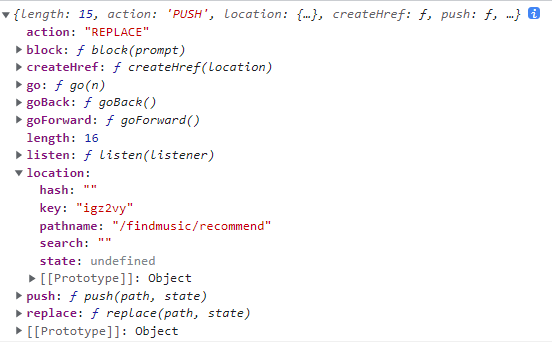 {length: 15, action: 'PUSH', location: {…}, createHref: ƒ, push: ƒ, …} i
action: "REPLACE"
block: ƒ block(prompt)
createHref: ƒ createHref(location)
go: ƒ go(n)
goBack: ƒ goBack()
goForward: ƒ goForward()
length: 16
listen: ƒ listen(listener)
location:
hash: ""
key: "igz2vy"
pathname: "/findmusic/recommend"
search: ""
state: undefined
[[Prototype]]: Object
push: ƒ push(path, state)
replace: ƒ replace(path, state)
[[Prototype]]: Object